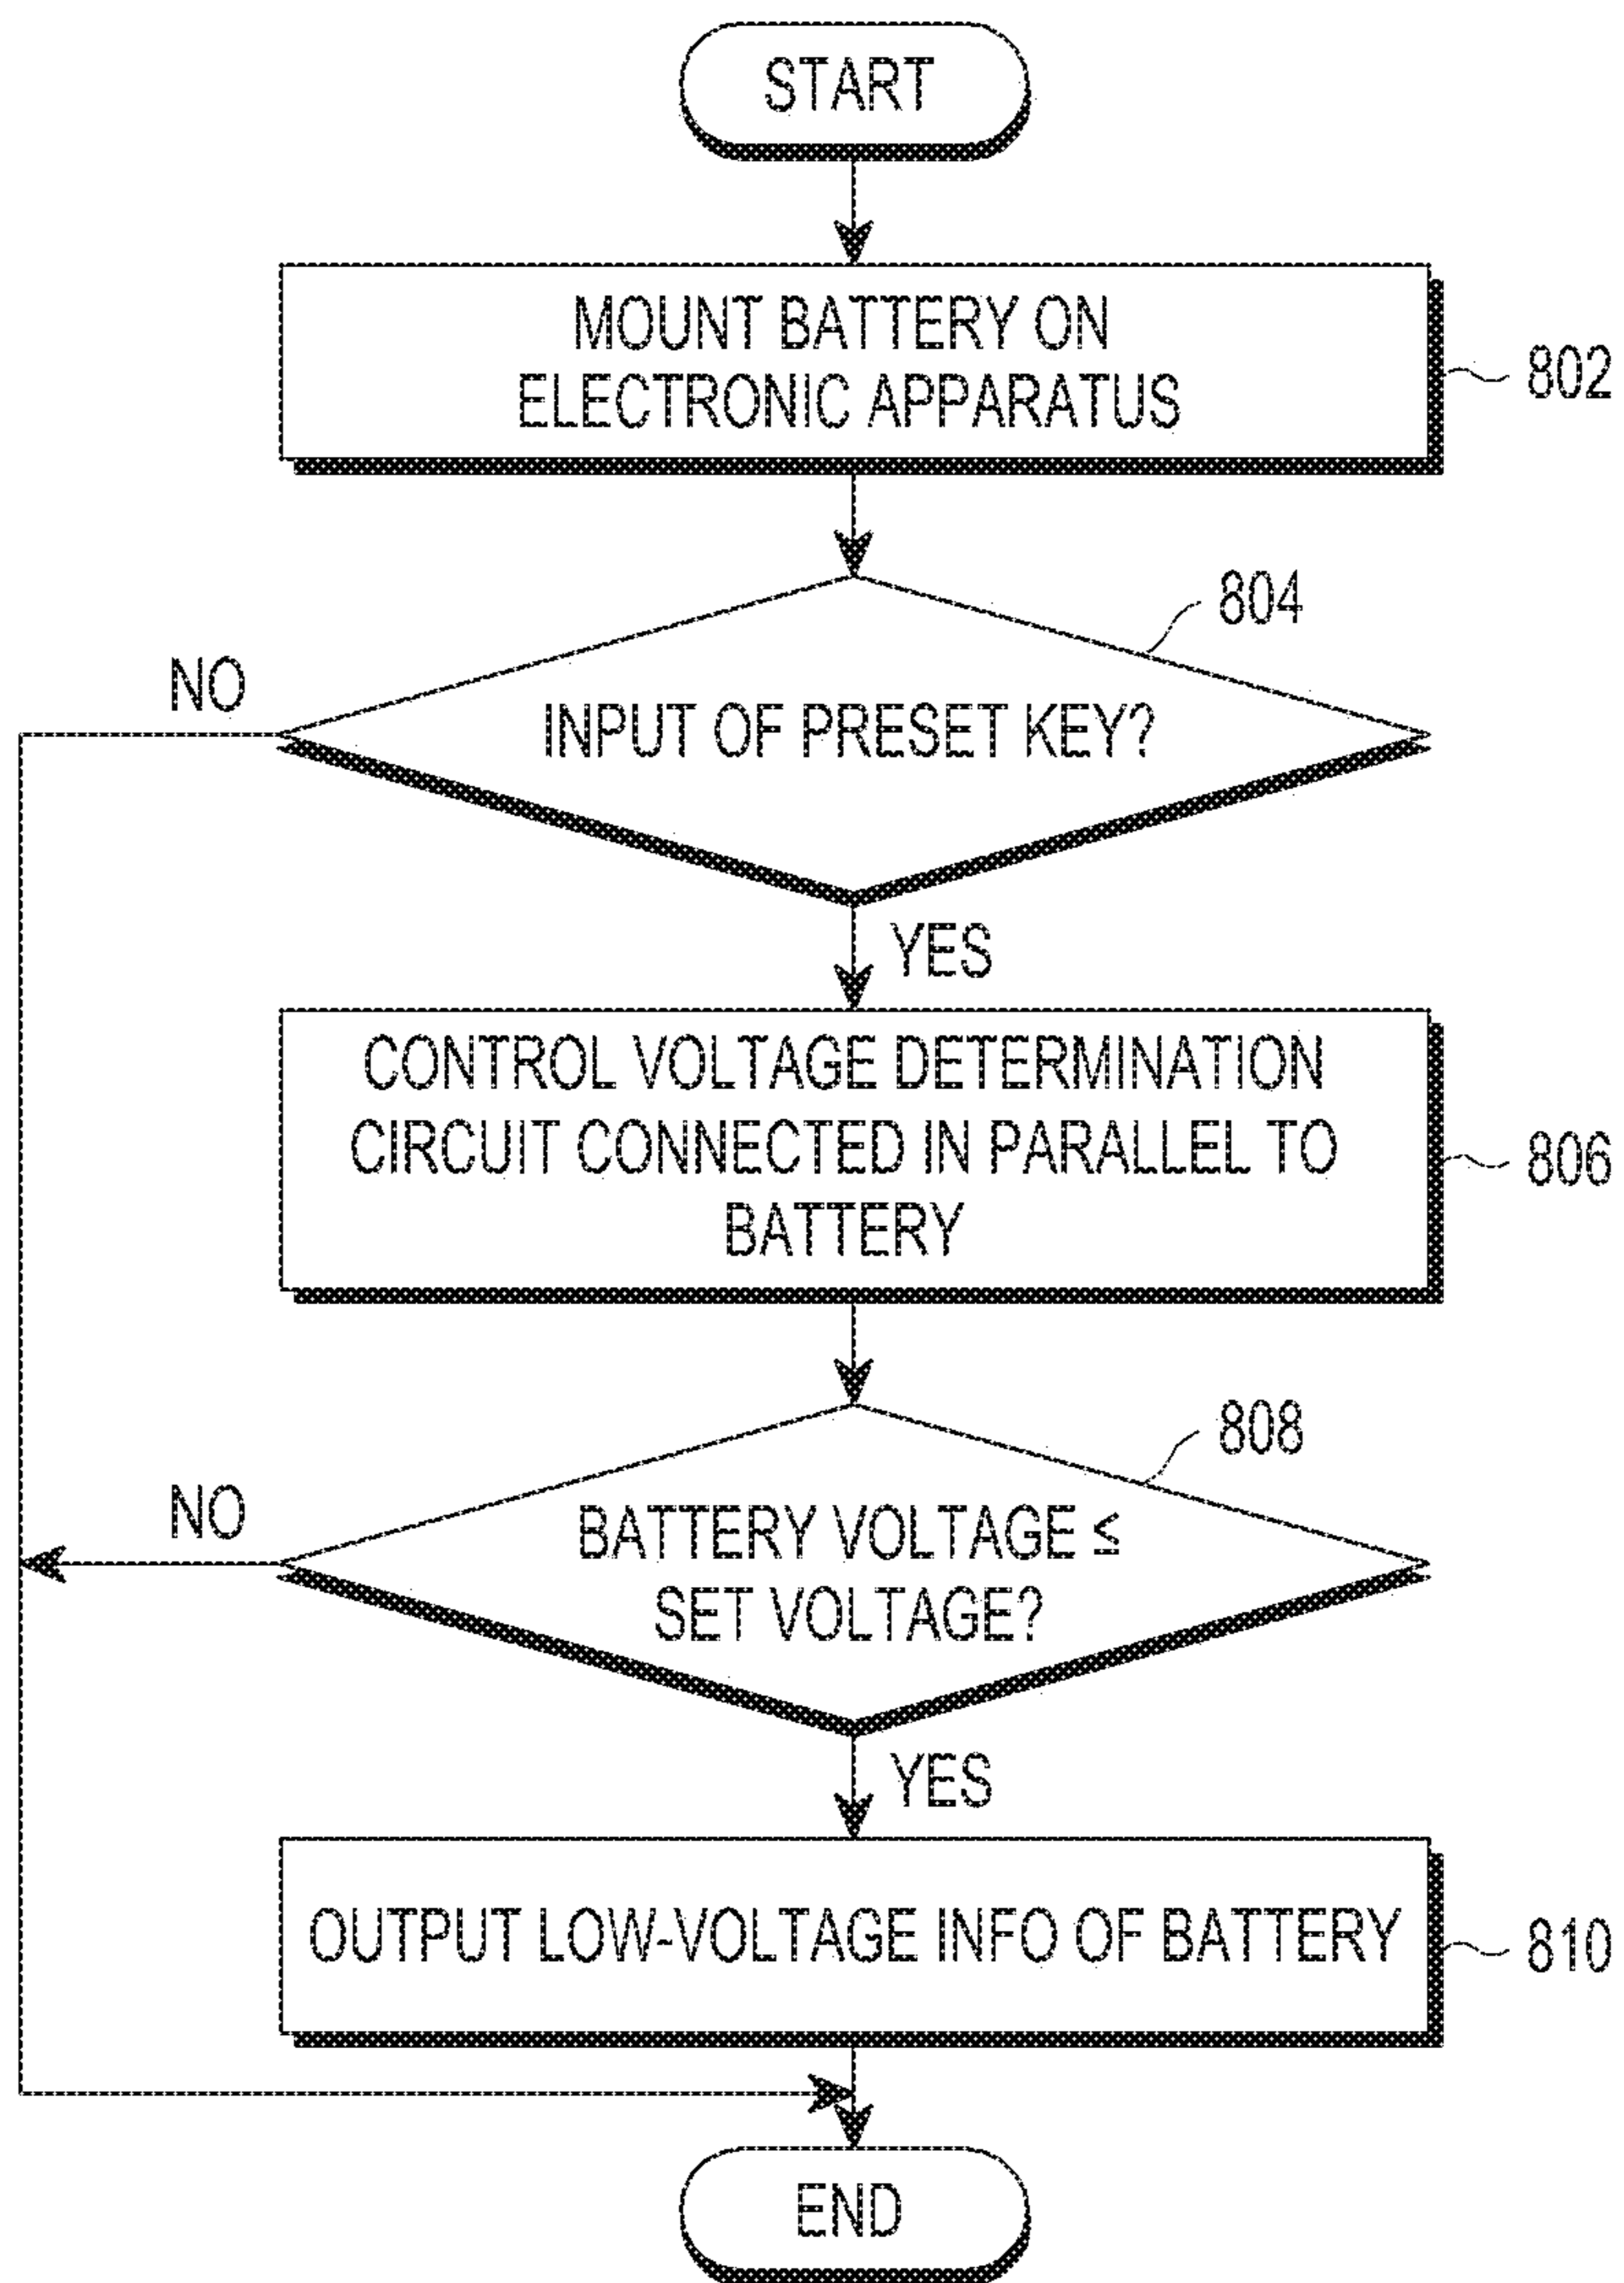 START
MOUNT BATTERY ON
ELECTRONIC APPARATUS
802
804
NO
INPUT OF PRESET KEY?
YES
CONTROL VOLTAGE DETERMINATION
CIRCUIT CONNECTED IN PARALLEL TO
BATTERY
806
808
NO
BATTERY VOLTAGE ≤
SET VOLTAGE?
YES
OUTPUT LOW-VOLTAGE INFO OF BATTERY
810
END